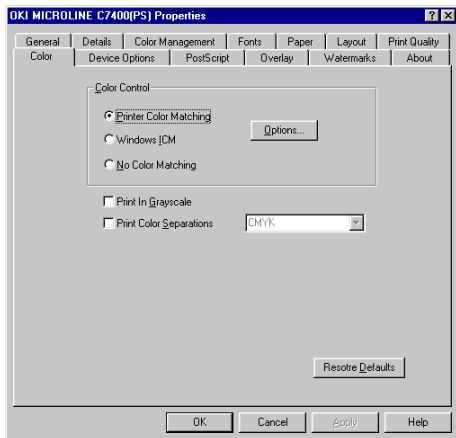 OKI MICROLINE C7400(PS) Properties
General Details Color Management Fonts Paper Layout Print Quality
Color Device Options PostScript Overlay Watermarks About
Color Control
Printer Color Matching
Options...
Windows ICM
No Color Matching
Print In Grayscale
Print Color Separations CMYK
Resotre Defaults
OK Cancel Apply Help